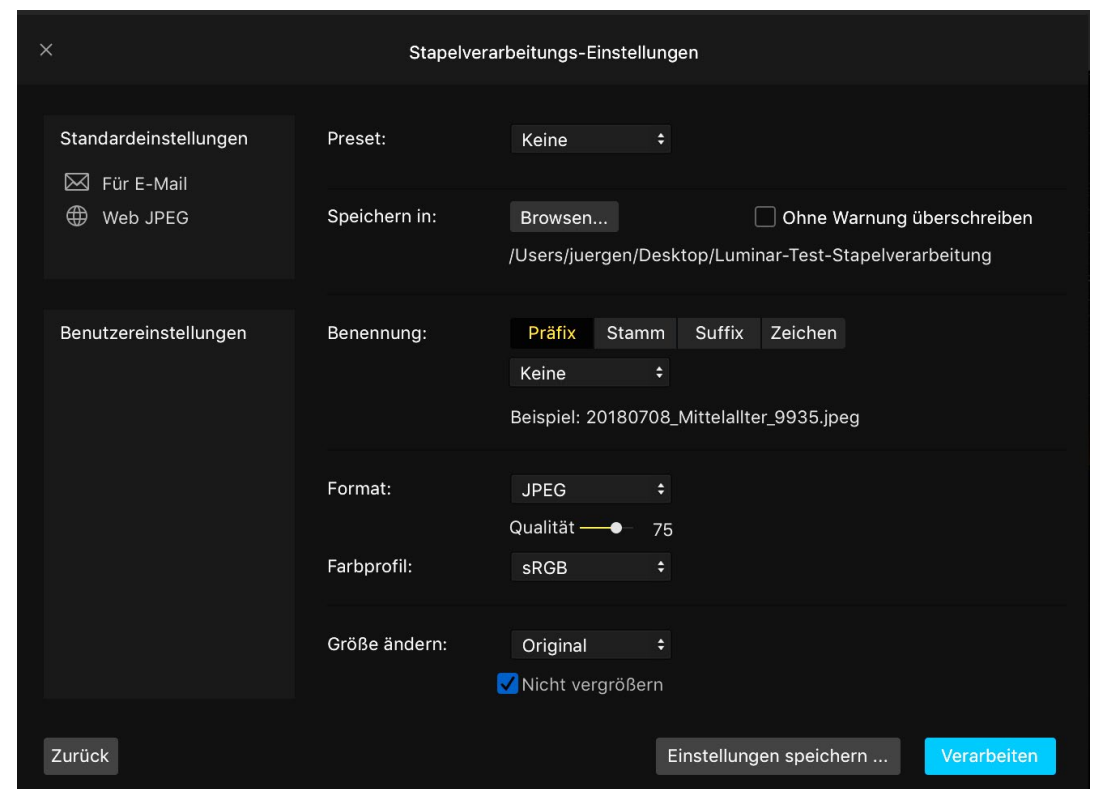 Stapelverarbeitungs-Einstellungen
Standardeinstellungen
Für E-Mail
Web JPEG
Benutzereinstellungen
Preset: Keine
Speichern in: Browsen... Ohne Warnung überschreiben
/Users/juergen/Desktop/Luminar-Test-Stapelverarbeitung
Benennung: Präfix Stamm Suffix Zeichen
Keine
Beispiel: 20180708_Mittelallter_9935.jpeg
Format: JPEG
Qualität 75
Farbprofil: sRGB
Größe ändern: Original
Nicht vergrößern
Zurück Einstellungen speichern ... Verarbeiten